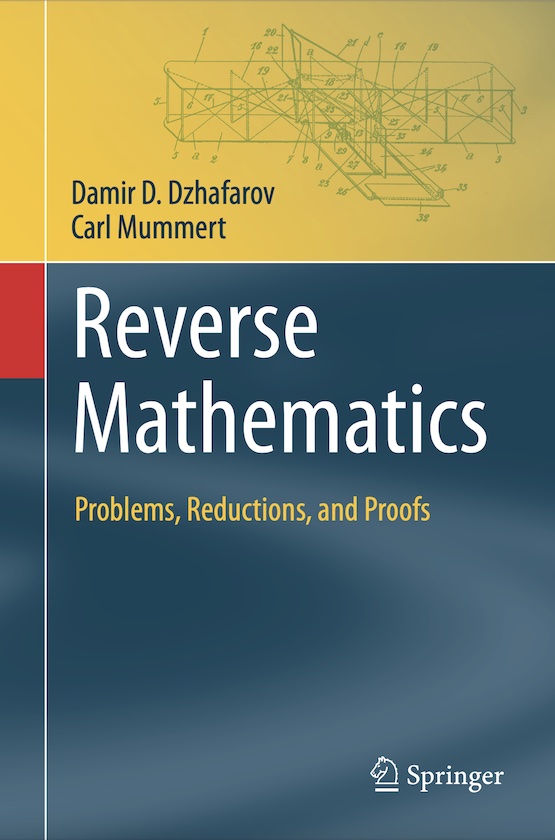 Damir D. Dzhafarov
Carl Mummert
Reverse
Mathematics
Problems, Reductions, and Proofs
Springer